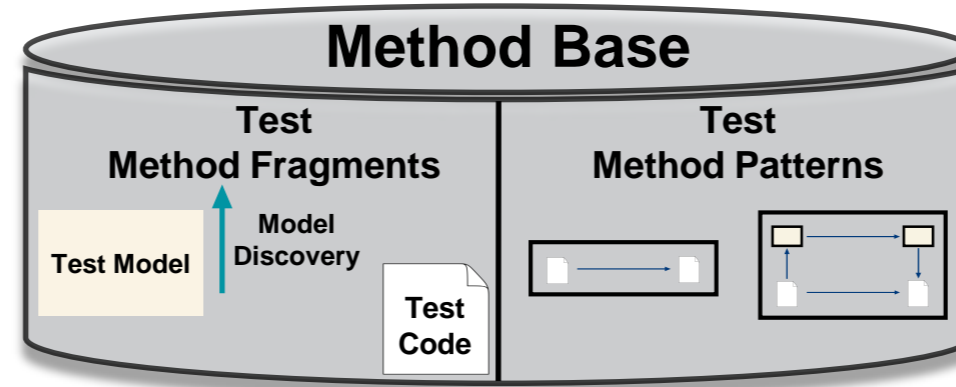 Method Base
Test
Method Fragments
Test Model
Model
Discovery
Test
Code
Test
Method Patterns